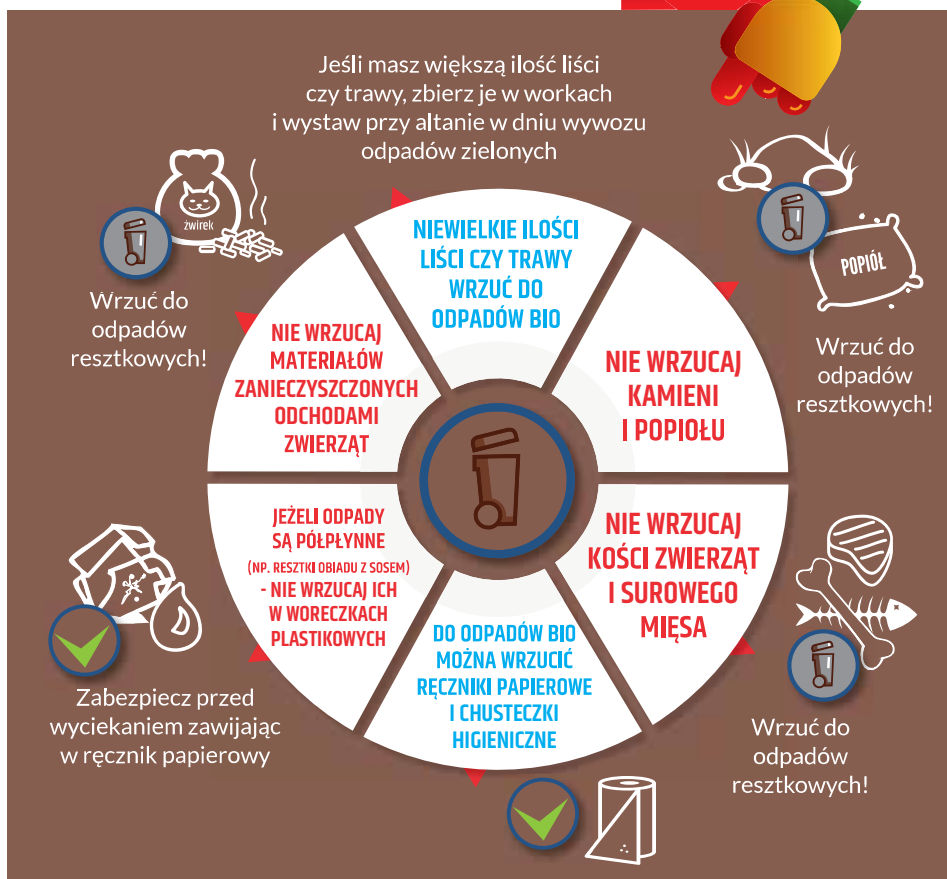 Jeśli masz większą ilość liści
czy trawy, zbierz je w workach
i wystaw przy altanie w dniu wywozu
odpadów zielonych
żwirek
Wrzuć do
odpadów
resztkowych!
NIEWIELKIE ILOŚCI
LIŚCI CZY TRAWY
WRZUĆ DO
ODPADÓW BIO
POPIÓŁ
Wrzuć do
odpadów
resztkowych!
NIE WRZUCAJ
MATERIAŁÓW
ZANIECZYSZCZONYCH
ODCHODAMI
ZWIERZĄT
NIE WRZUCAJ
KAMIENI
I POPIOŁU
JEŻELI ODPADY
SĄ PÓŁPŁYNNE
(NP. RESZTKI OBIADU Z SOSEM)
- NIE WRZUCAJ ICH
W WORECZKACH
PLASTIKOWYCH
NIE WRZUCAJ
KOŚCI ZWIERZĄT
I SUROWEGO
MIĘSA
DO ODPADÓW BIO
MOŻNA WRZUCIĆ
RĘCZNIKI PAPIEROWE
I CHUSTECZKI
HIGIENICZNE
Zabezpiecz przed
wyciekaniem zawijając
w ręcznik papierowy
Wrzuć do
odpadów
resztkowych!